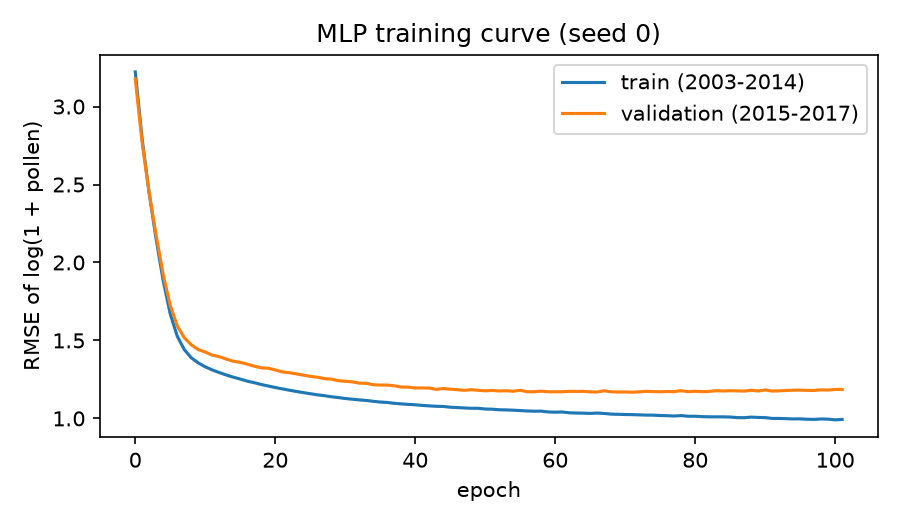 MLP training curve (seed 0)
train (2003-2014)
validation (2015-2017)
RMSE of log(1 + pollen)
3.0
2.5
2.0
1.5
1.0
0 20 40 60 80 100
epoch